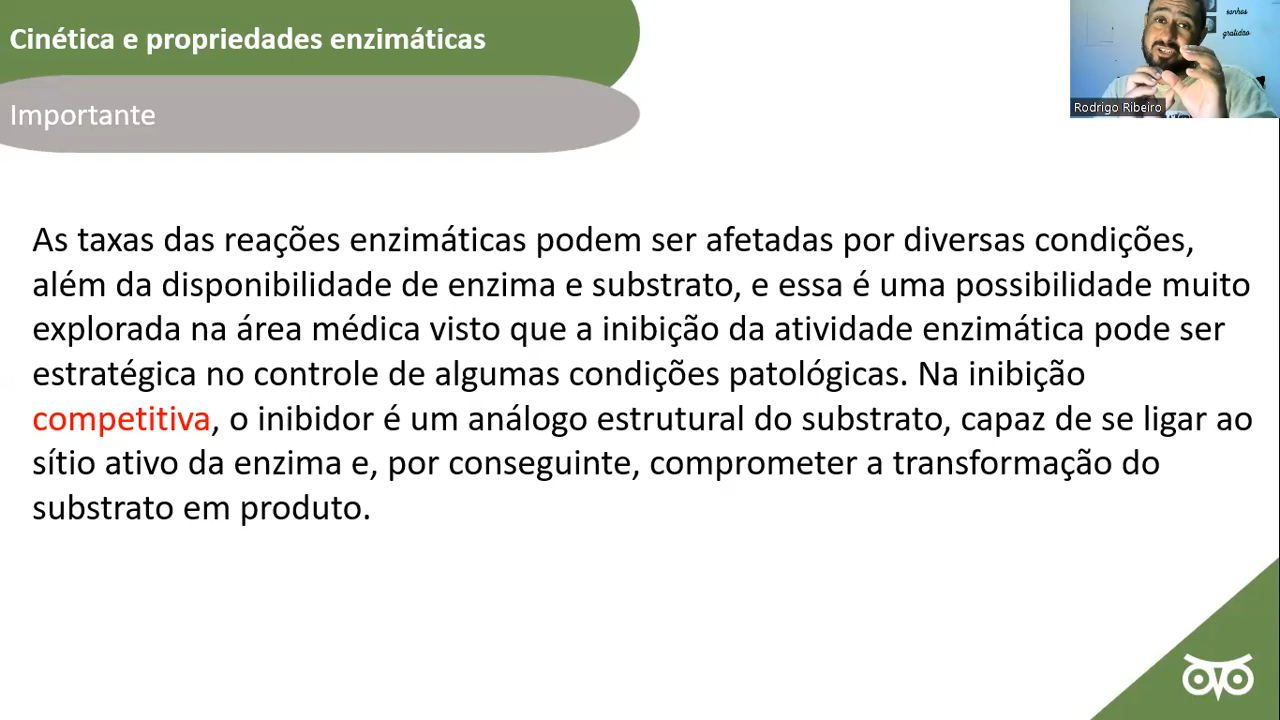 Cinética e propriedades enzimáticas
Importante
sonhos
gratidão
Rodrigo Ribeiro
As taxas das reações enzimáticas podem ser afetadas por diversas condições,
além da disponibilidade de enzima e substrato, e essa é uma possibilidade muito
explorada na área médica visto que a inibição da atividade enzimática pode ser
estratégica no controle de algumas condições patológicas. Na inibição
competitiva, o inibidor é um análogo estrutural do substrato, capaz de se ligar ao
sítio ativo da enzima e, por conseguinte, comprometer a transformação do
substrato em produto.